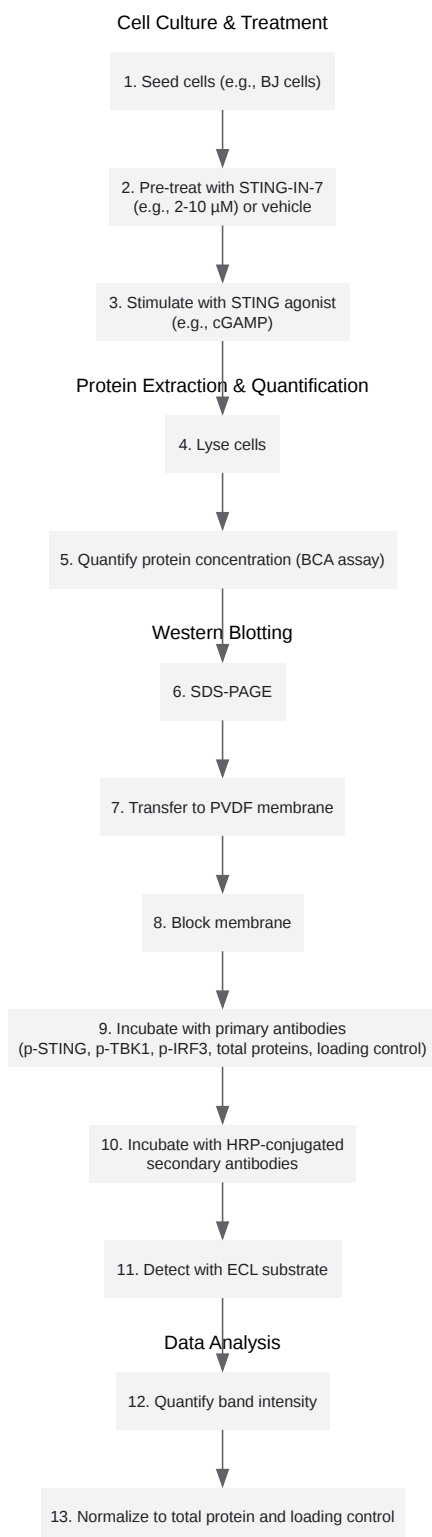 Cell Culture & Treatment
1. Seed cells (e.g., BJ cells)
2. Pre-treat with STING-IN-7
(e.g., 2-10 µM) or vehicle
3. Stimulate with STING agonist
(e.g., cGAMP)
Protein Extraction & Quantification
4. Lyse cells
5. Quantify protein concentration (BCA assay)
Western Blotting
6. SDS-PAGE
7. Transfer to PVDF membrane
8. Block membrane
9. Incubate with primary antibodies
(p-STING, p-TBK1, p-IRF3, total proteins, loading control)
10. Incubate with HRP-conjugated
secondary antibodies
11. Detect with ECL substrate
Data Analysis
12. Quantify band intensity
13. Normalize to total protein and loading control